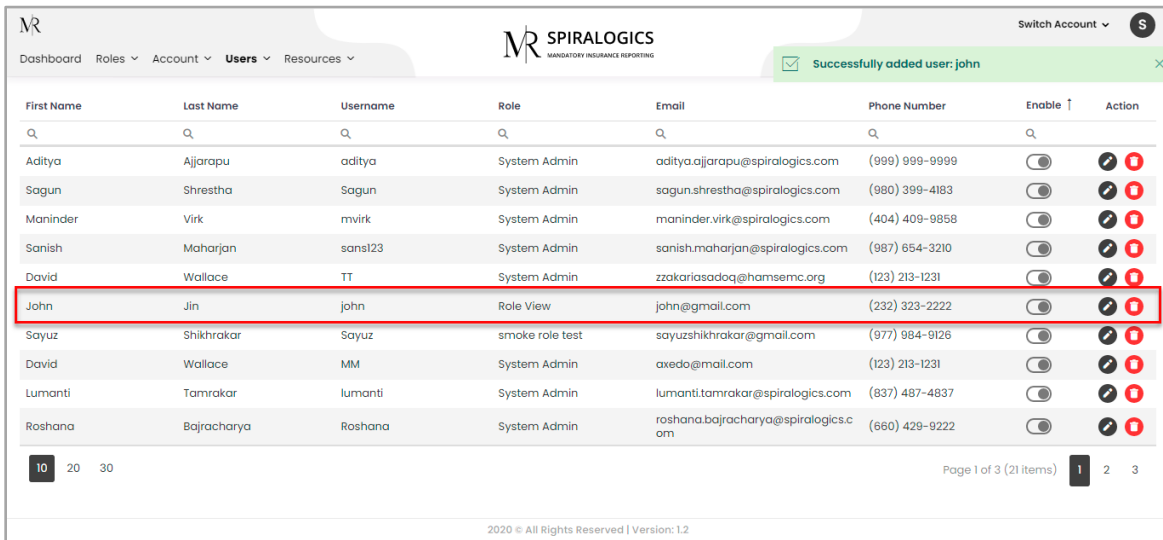 MR
SPIRALOGICS
MANDATORY INSURANCE REPORTING
Switch Account
S
Dashboard Roles Account Users Resources
Successfully added user: john
First Name Last Name Username Role Email Phone Number Enable ↑ Action
Aditya Ajjarapu aditya System Admin aditya.ajjarapu@spiralogics.com (999) 999-9999
Sagun Shrestha Sagun System Admin sagun.shrestha@spiralogics.com (980) 399-4183
Maninder Virk mvirk System Admin maninder.virk@spiralogics.com (404) 409-9858
Sanish Maharjan sans123 System Admin sanish.maharjan@spiralogics.com (987) 654-3210
David Wallace TT System Admin zzakariasadoq@hamsemc.org (123) 213-1231
John Jin john Role View john@gmail.com (232) 323-2222
Sayuz Shikhrakar Sayuz smoke role test sayuzshikhrakar@gmail.com (977) 984-9126
David Wallace MM System Admin axedo@mail.com (123) 213-1231
Lumanti Tamrakar lumanti System Admin lumanti.tamrakar@spiralogics.com (837) 487-4837
Roshana Bajracharya Roshana System Admin roshana.bajracharya@spiralogics.c (660) 429-9222
om
10 20 30 Page 1 of 3 (21 items) 1 2 3
2020 © All Rights Reserved | Version: 1.2